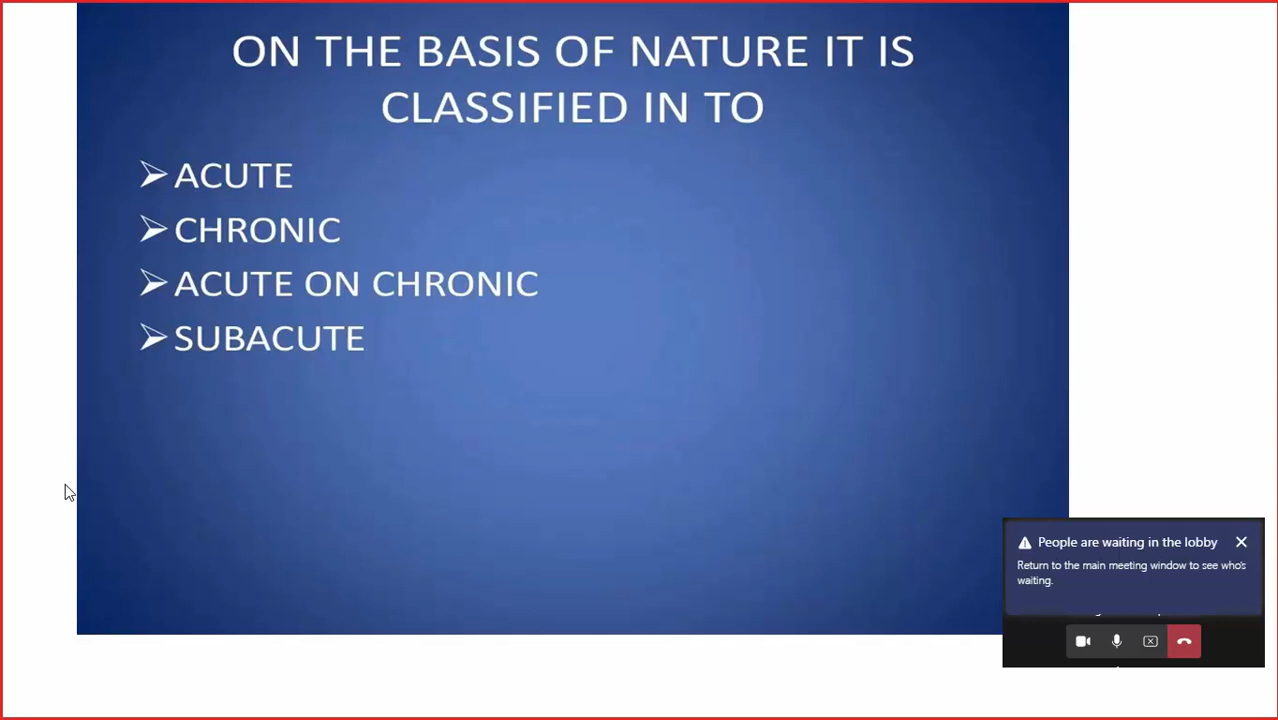 ON THE BASIS OF NATURE IT IS
CLASSIFIED IN TO
ACUTE
CHRONIC
ACUTE ON CHRONIC
SUBACUTE
People are waiting in the lobby
Return to the main meeting window to see who's
waiting.